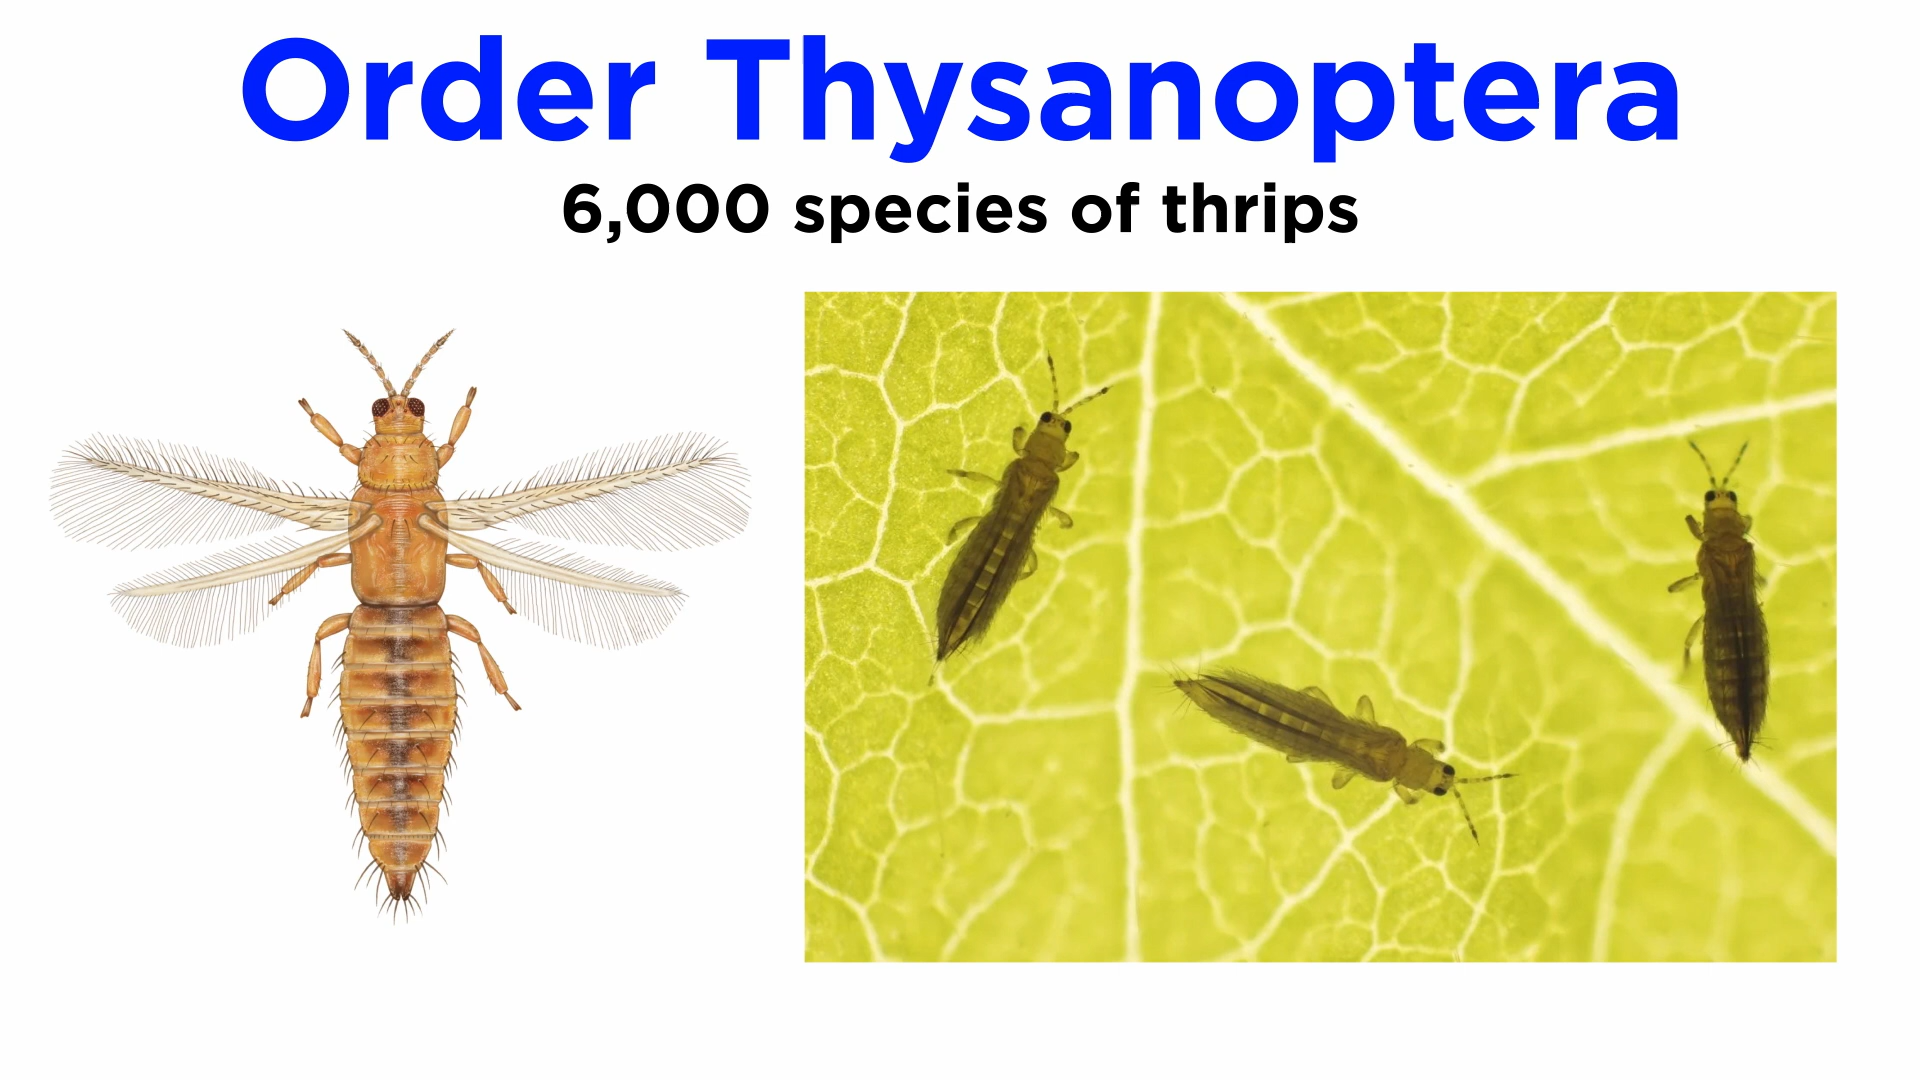 Order Thysanoptera
6,000 species of thrips